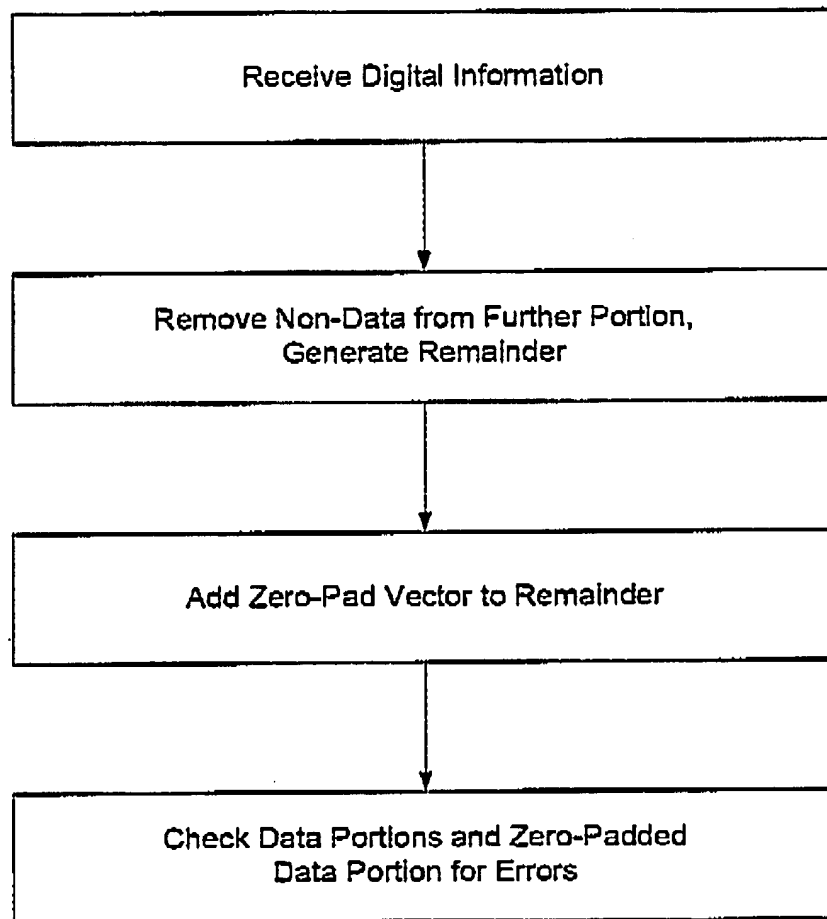 Receive Digital Information
Remove Non-Data from Further Portion,
Generate Remainder
Add Zero-Pad Vector to Remainder
Check Data Portions and Zero-Padded
Data Portion for Errors